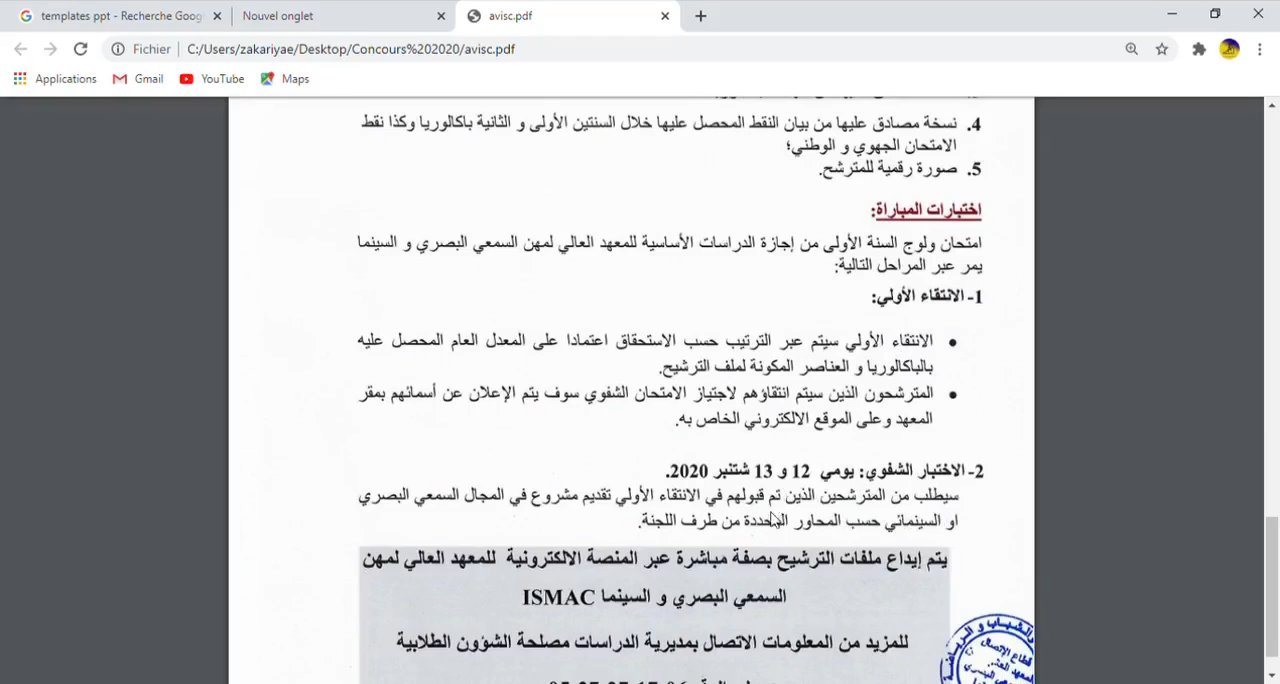 templates ppt - Recherche Goog
Nouvel onglet
avisc.pdf
Fichier
C:/Users/zakariyae/Desktop/Concours%202020/avisc.pdf
Applications
Gmail
YouTube
Maps
4. نسخة مصادق عليها من بيان النقط المحصل عليها خلال السنتين الأولى و الثانية باكالوريا وكذا نقط
الامتحان الجهوي و الوطني؛
5. صورة رقمية للمترشح.
اختبارات المباراة:
امتحان ولوج السنة الأولى من إجازة الدراسات الأساسية للمعهد العالي لمهن السمعي البصري و السينما
يمر عبر المراحل التالية:
1- الانتقاء الأولي:
• الانتقاء الأولي سيتم عبر الترتيب حسب الاستحقاق اعتمادا على المعدل العام المحصل عليه
بالباكالوريا و العناصر المكونة لملف الترشيح.
• المترشحون الذين سيتم انتقاؤهم لاجتياز الامتحان الشفوي سوف يتم الإعلان عن أسمائهم بمقر
المعهد وعلى الموقع الالكتروني الخاص به.
2- الاختبار الشفوي: يومي 12 و 13 شتنبر 2020.
سيطلب من المترشحين الذين تم قبولهم في الانتقاء الأولي تقديم مشروع في المجال السمعي البصري
او السينمائي حسب المحاور المحددة من طرف اللجنة.
يتم إيداع ملفات الترشيح بصفة مباشرة عبر المنصة الالكترونية للمعهد العالي لمهن
السمعي البصري و السينما ISMAC
للمزيد من المعلومات الاتصال بمديرية الدراسات مصلحة الشؤون الطلابية